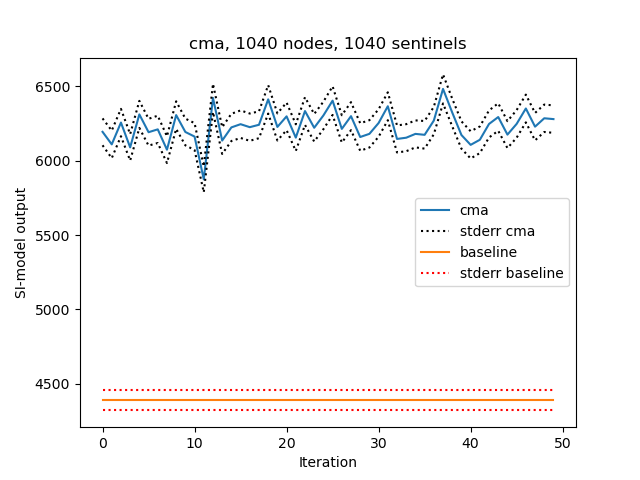 cma, 1040 nodes, 1040 sentinels
6500
6000
5500
5000
4500
SI-model output
cma
stderr cma
baseline
stderr baseline
0 10 20 30 40 50
Iteration